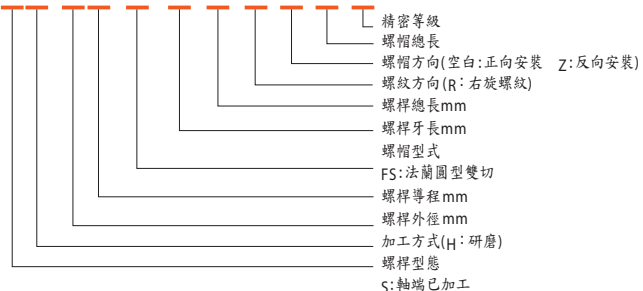 精密等級
螺帽總長
螺帽方向(空白:正向安裝 Z:反向安裝)
螺紋方向(R:右旋螺紋)
螺桿總長mm
螺桿牙長mm
螺帽型式
FS:法蘭圓型雙切
螺桿導程mm
螺桿外徑mm
加工方式(H:研磨)
螺桿型態
S:軸端已加工